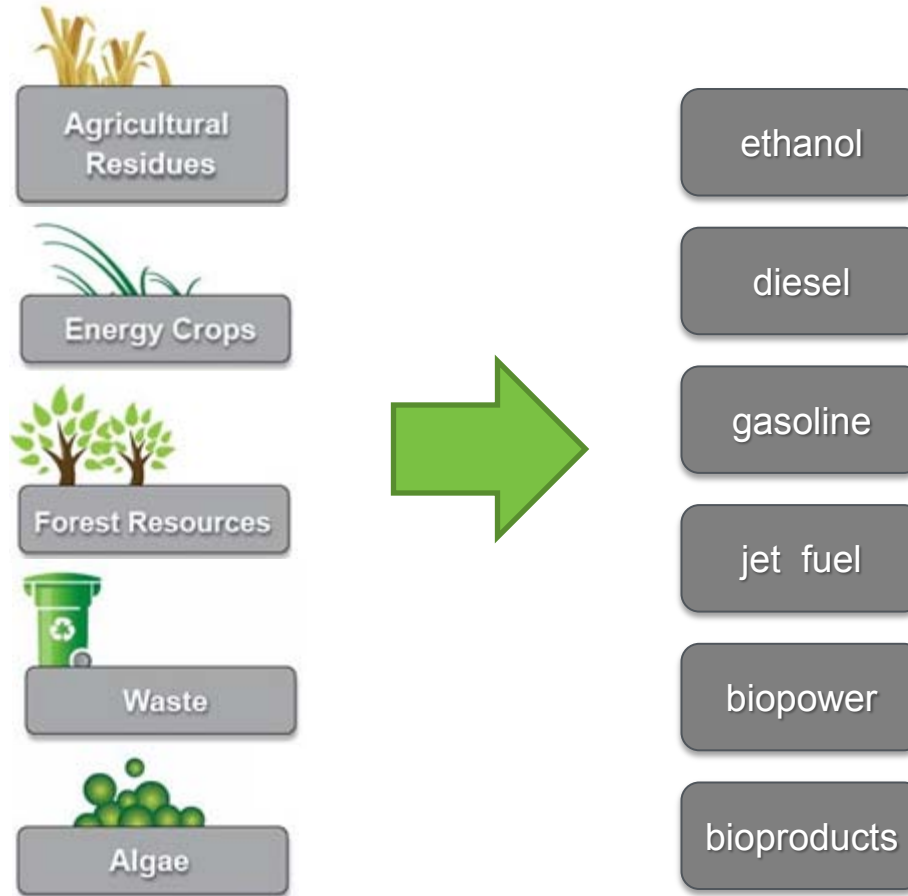 Agricultural
Residues
Energy Crops
Forest Resources
Waste
Algae
ethanol
diesel
gasoline
jet fuel
biopower
bioproducts